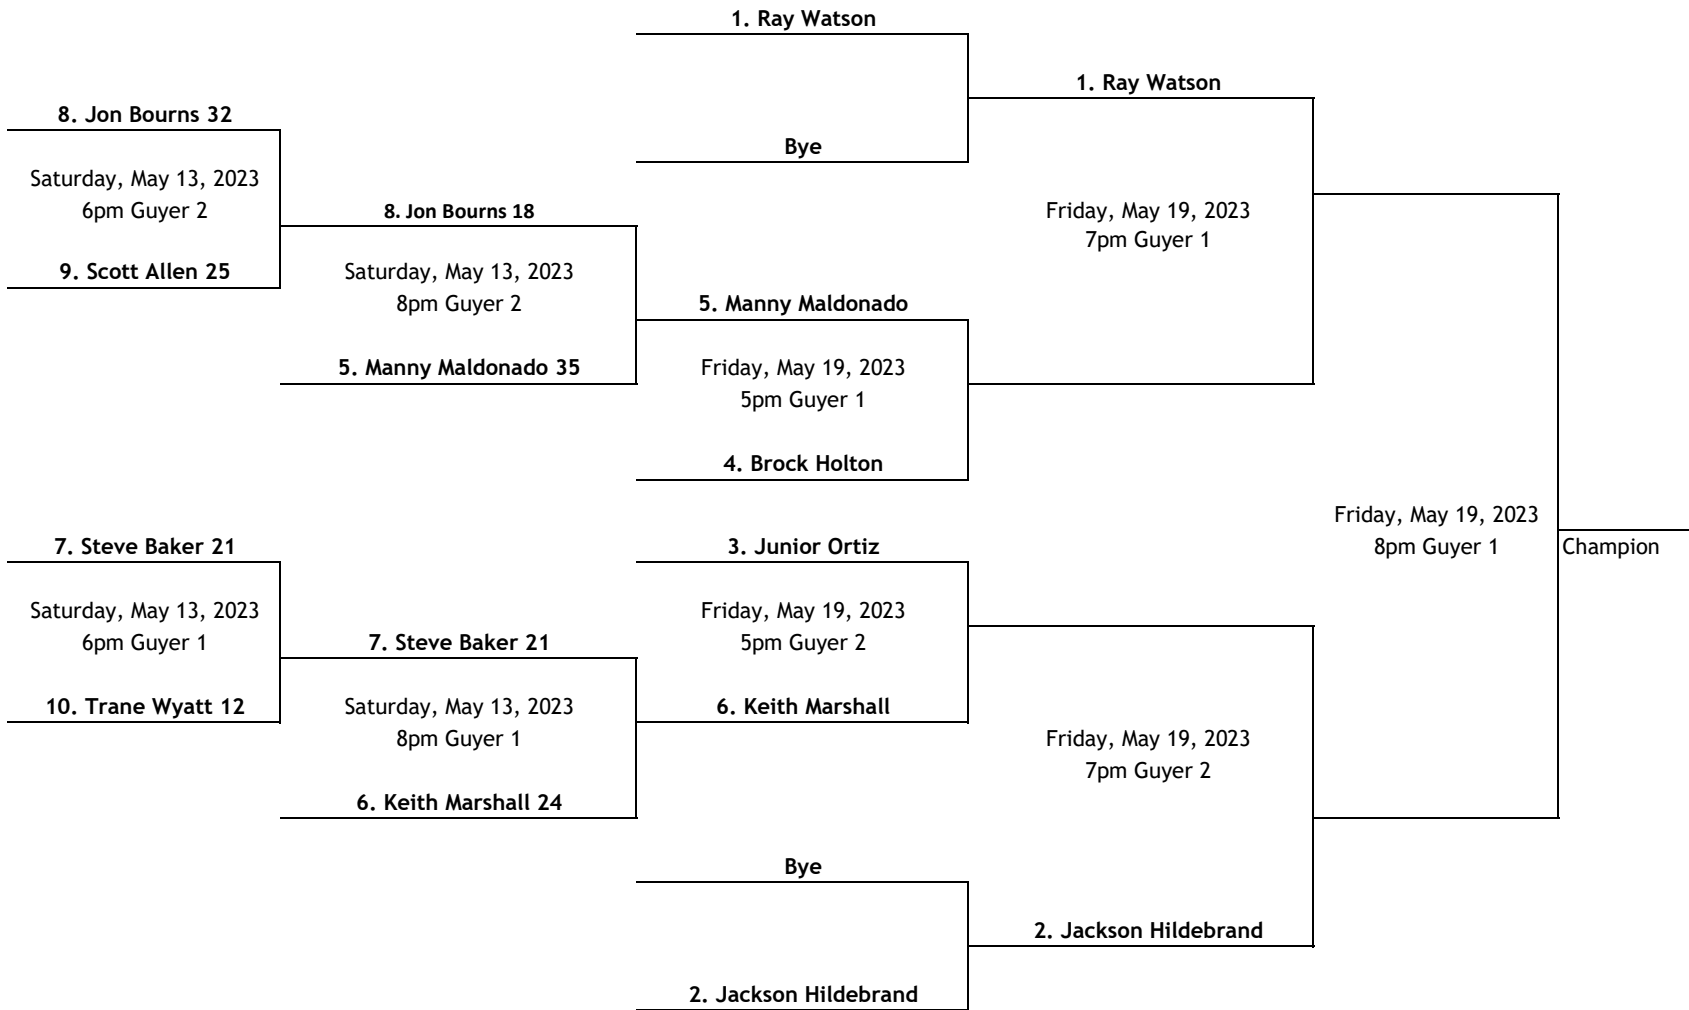 1. Ray Watson
1. Ray Watson
8. Jon Bourns 32
Bye
Saturday, May 13, 2023
6pm Guyer 2
8. Jon Bourns 18
Friday, May 19, 2023
7pm Guyer 1
9. Scott Allen 25
Saturday, May 13, 2023
8pm Guyer 2
5. Manny Maldonado
5. Manny Maldonado 35
Friday, May 19, 2023
5pm Guyer 1
4. Brock Holton
Friday, May 19, 2023
8pm Guyer 1
Champion
7. Steve Baker 21
3. Junior Ortiz
Saturday, May 13, 2023
6pm Guyer 1
Friday, May 19, 2023
5pm Guyer 2
7. Steve Baker 21
10. Trane Wyatt 12
Saturday, May 13, 2023
8pm Guyer 1
6. Keith Marshall
Friday, May 19, 2023
7pm Guyer 2
6. Keith Marshall 24
Bye
2. Jackson Hildebrand
2. Jackson Hildebrand